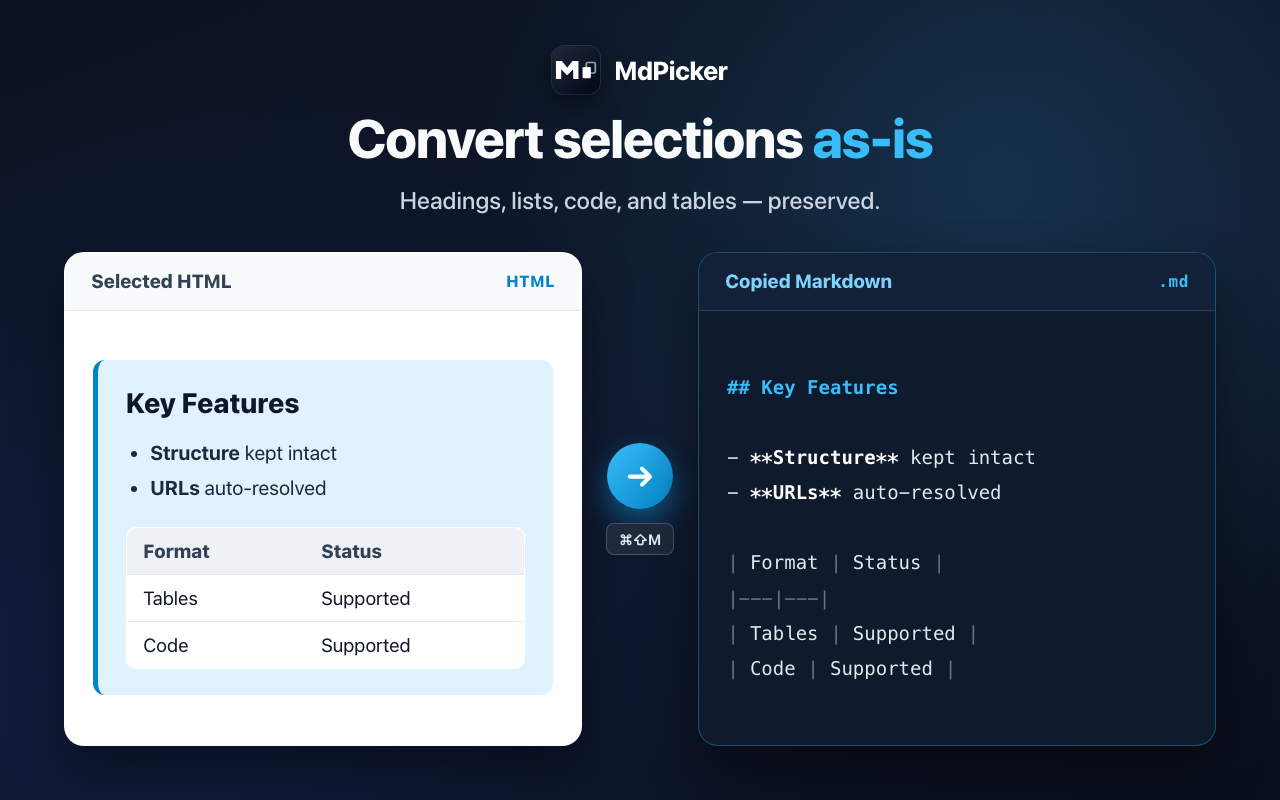 MdPicker
Convert selections as-is
Headings, lists, code, and tables — preserved.
Selected HTML
HTML
Key Features
• Structure kept intact
• URLs auto-resolved
Format Status
Tables Supported
Code Supported
⌘⇧M
Copied Markdown
.md
## Key Features
- **Structure** kept intact
- **URLs** auto-resolved
| Format | Status |
|---|---|
| Tables | Supported |
| Code | Supported |